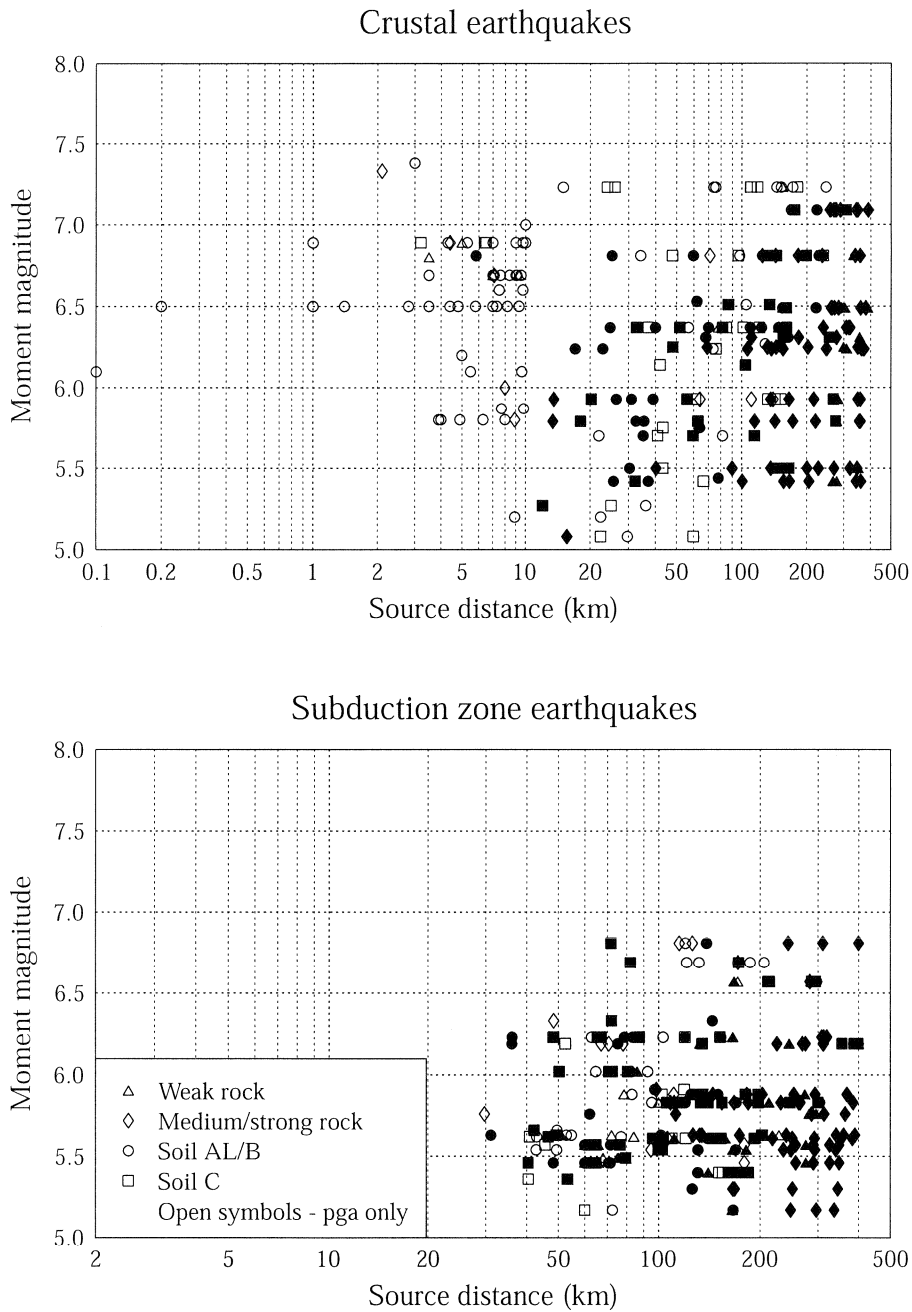 Crustal earthquakes
Moment magnitude
8.0
7.5
7.0
6.5
6.0
5.5
5.0
0.1 0.2 0.5 1 2 5 10 20 50 100 200 500
Source distance (km)
Subduction zone earthquakes
Moment magnitude
8.0
7.5
7.0
6.5
6.0
5.5
5.0
Weak rock
Medium/strong rock
Soil AL/B
Soil C
Open symbols - pga only
2 5 10 20 50 100 200 500
Source distance (km)